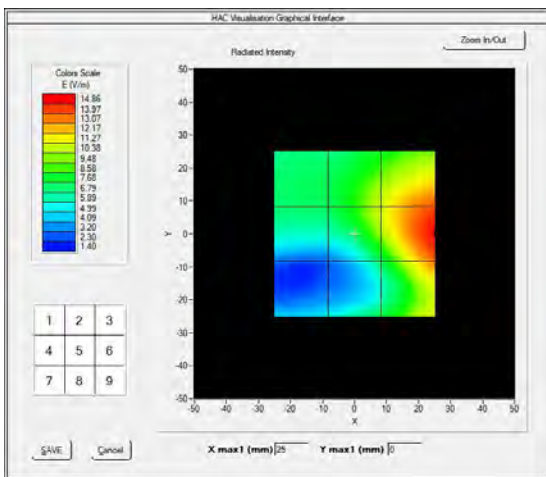 HAC Visualisation Graphical Interface
Zoom In/Out
Radiated Intensity
Colors Scale
E (V/m)
14.86
13.97
13.07
12.17
11.27
10.38
9.48
8.58
7.68
6.79
5.89
4.99
4.09
3.20
2.30
1.40
50
40
30
20
10
0
-10
-20
-30
-40
-50
Y
-50 -40 -30 -20 -10 0 10 20 30 40 50
X
1 2 3
4 5 6
7 8 9
SAVE Cancel X max1 (mm) 25 Y max1 (mm) 0